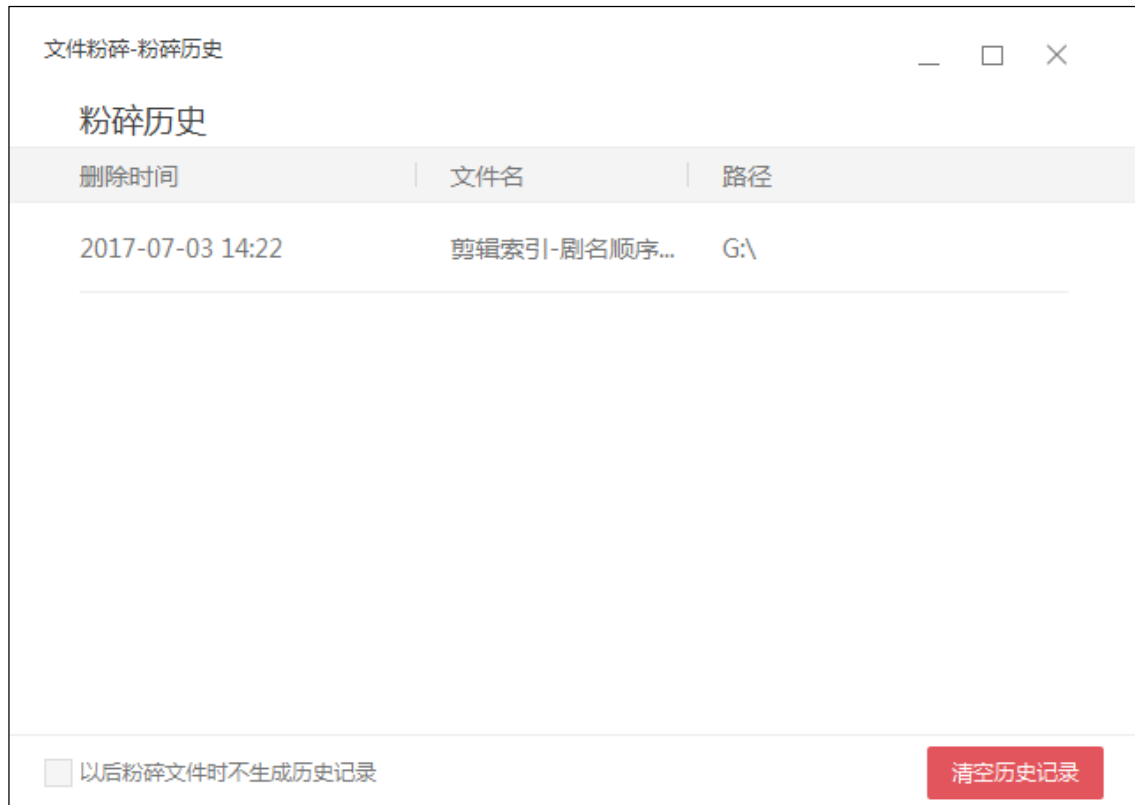 文件粉碎-粉碎历史
粉碎历史
删除时间 文件名 路径
2017-07-03 14:22 剪辑索引-剧名顺序... G:\
以后粉碎文件时不生成历史记录 清空历史记录